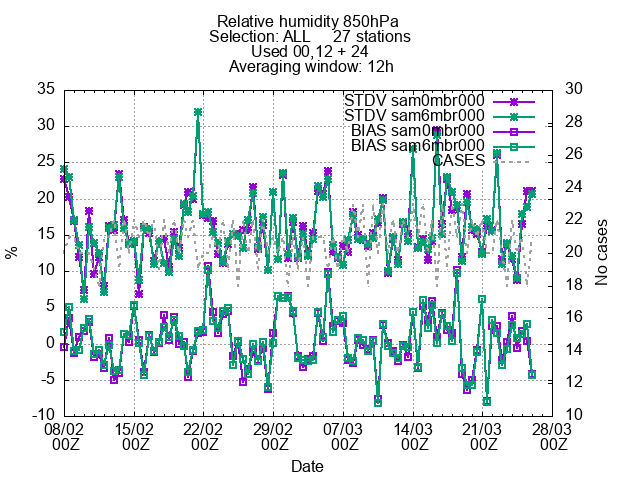 Relative humidity 850hPa
Selection: ALL 27 stations
Used 00,12 + 24
Averaging window: 12h
35 30
STDV sam0mbr000
30 28
STDV sam6mbr000
BIAS sam0mbr000
BIAS sam6mbr000
25 26
CASES
20 24
15 22
% 10 20 No cases
5 18
0 16
-5 14
12
-10 10
08/02 15/02 22/02 29/02 07/03 14/03 21/03 28/03
00Z 00Z 00Z 00Z 00Z 00Z 00Z 00Z
Date